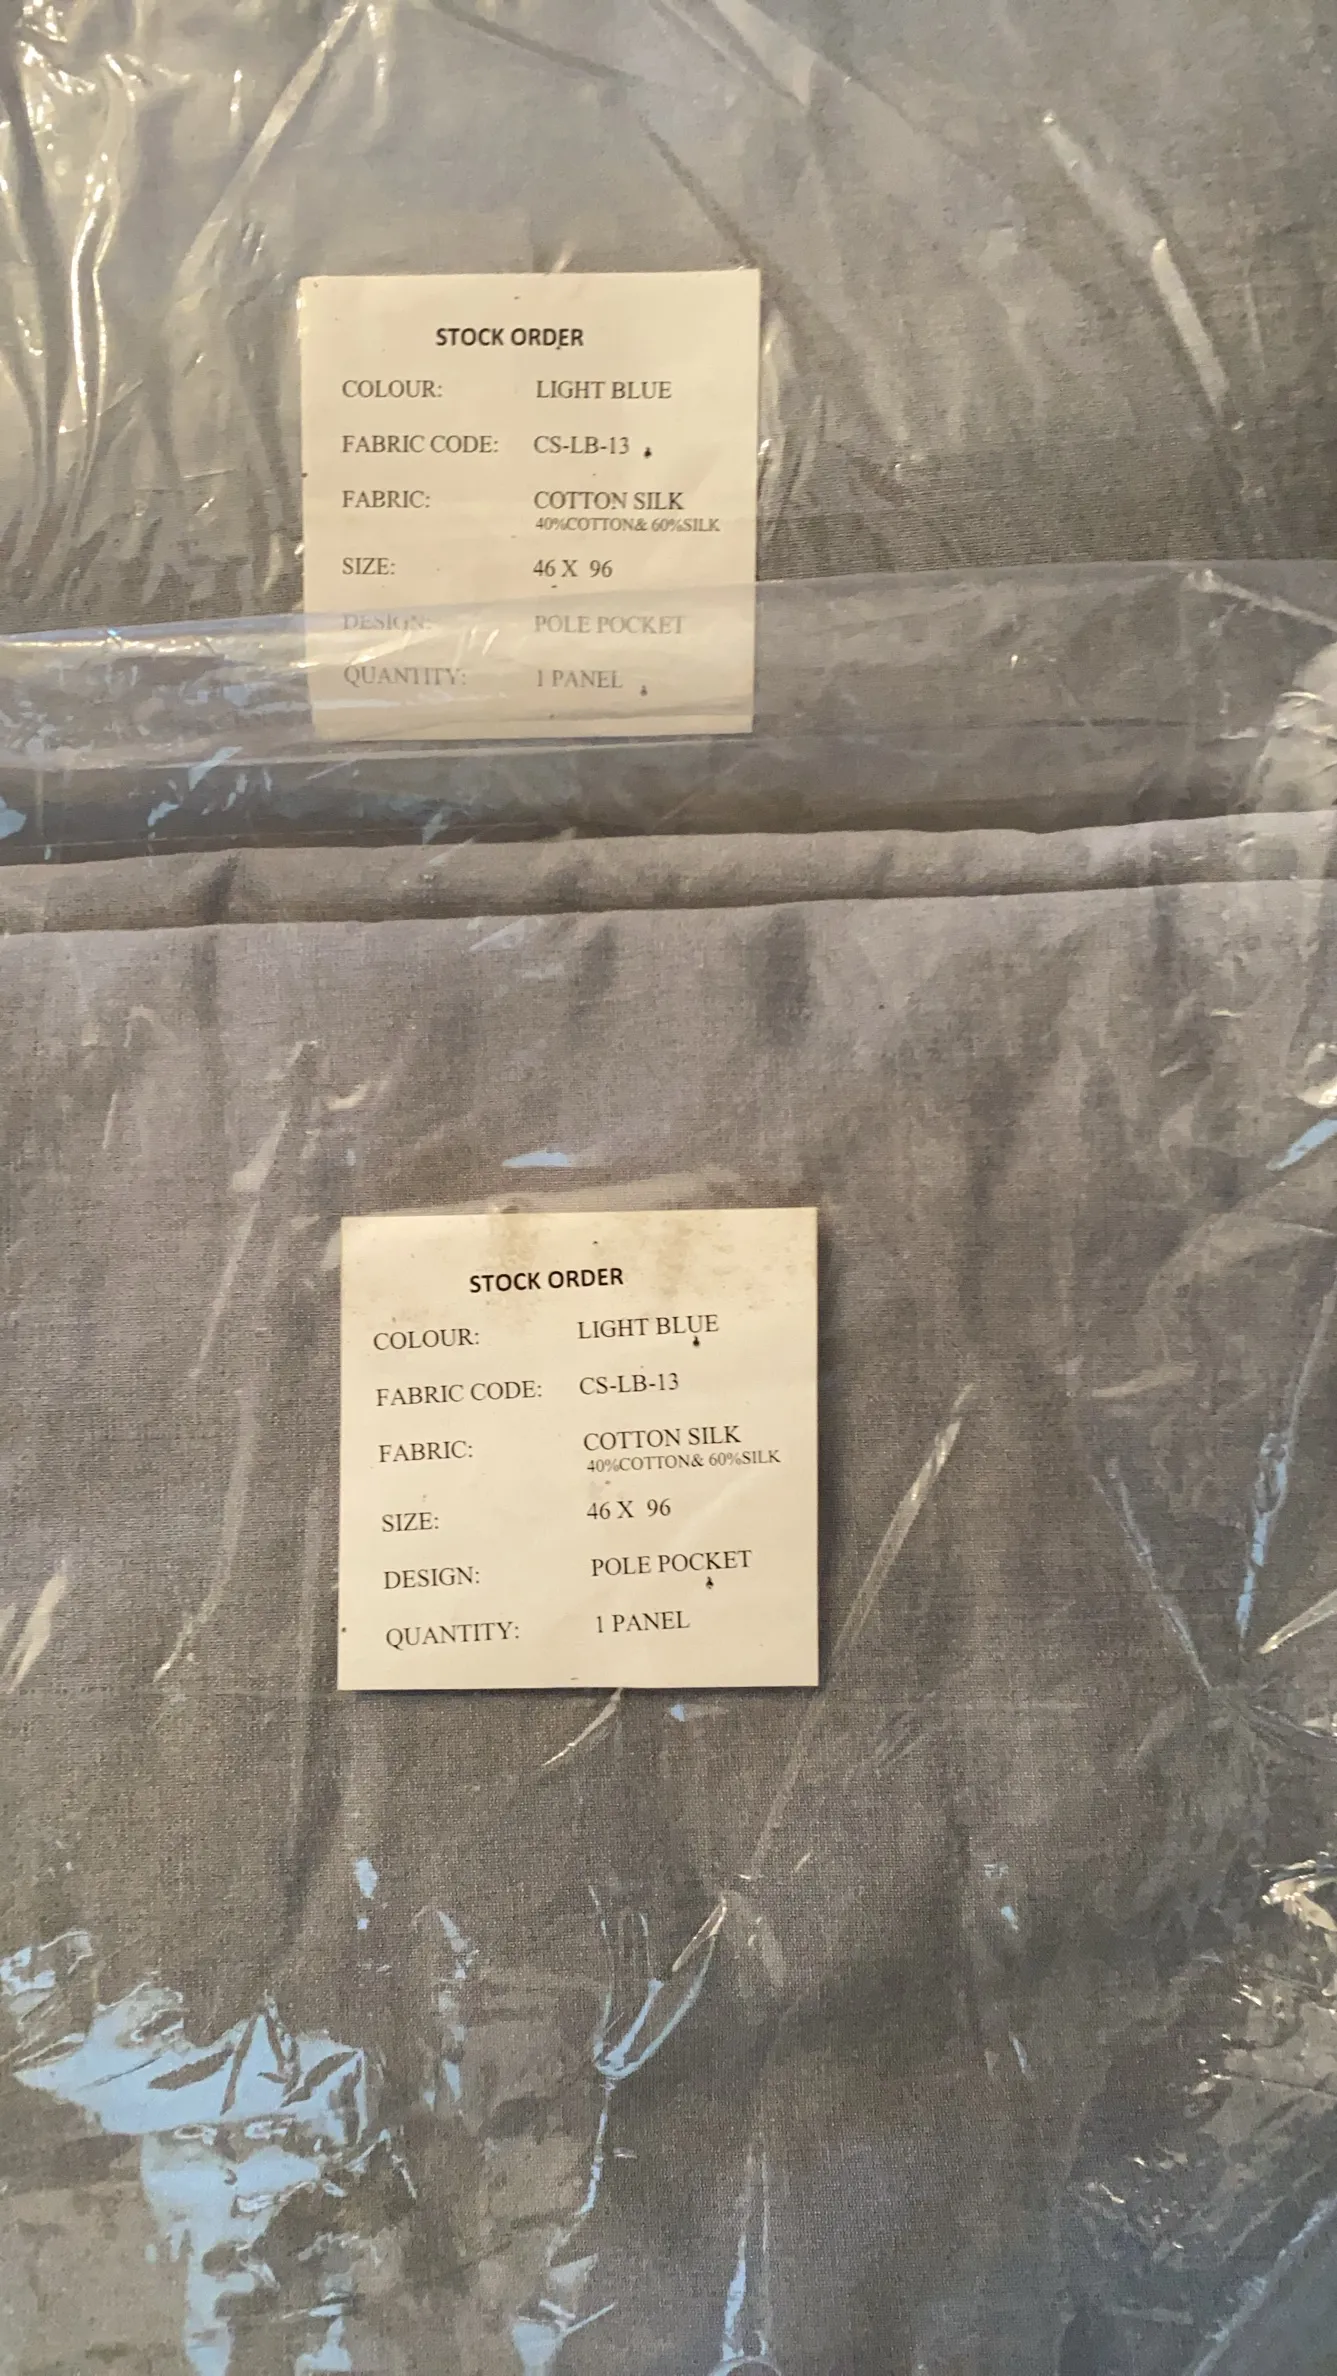 STOCK ORDER
COLOUR: LIGHT BLUE
FABRIC CODE: CS-LB-13
FABRIC: COTTON SILK
40%COTTON& 60%SILK
SIZE: 46 X 96
DESIGN: POLE POCKET
QUANTITY: 1 PANEL
STOCK ORDER
COLOUR: LIGHT BLUE
FABRIC CODE: CS-LB-13
FABRIC: COTTON SILK
40%COTTON& 60%SILK
SIZE: 46 X 96
DESIGN: POLE POCKET
QUANTITY: 1 PANEL